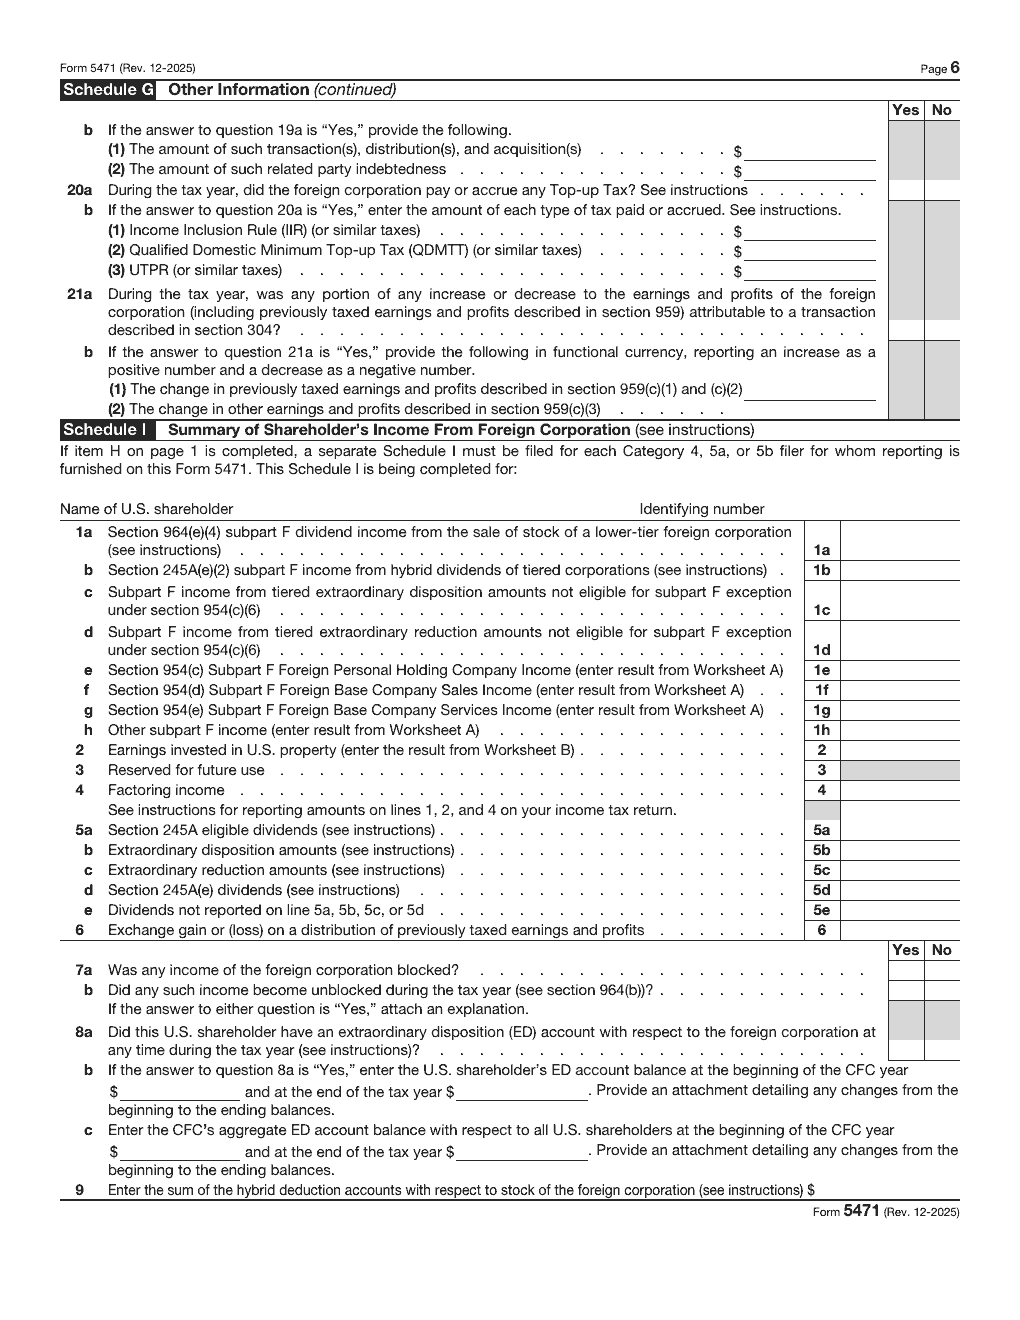 Form 5471 (Rev. 12-2025) Page 6
Schedule G Other Information (continued)
Yes No
b If the answer to question 19a is “Yes,” provide the following.
(1) The amount of such transaction(s), distribution(s), and acquisition(s) . . . . . . . $
(2) The amount of such related party indebtedness . . . . . . . . . . . . . . $
20a During the tax year, did the foreign corporation pay or accrue any Top-up Tax? See instructions . . . . . .
b If the answer to question 20a is “Yes,” enter the amount of each type of tax paid or accrued. See instructions.
(1) Income Inclusion Rule (IIR) (or similar taxes) . . . . . . . . . . . . . . . $
(2) Qualified Domestic Minimum Top-up Tax (QDMTT) (or similar taxes) . . . . . . . $
(3) UTPR (or similar taxes) . . . . . . . . . . . . . . . . . . . . . . $
21a During the tax year, was any portion of any increase or decrease to the earnings and profits of the foreign
corporation (including previously taxed earnings and profits described in section 959) attributable to a transaction
described in section 304? . . . . . . . . . . . . . . . . . . . . . . . . . . . . .
b If the answer to question 21a is “Yes,” provide the following in functional currency, reporting an increase as a
positive number and a decrease as a negative number.
(1) The change in previously taxed earnings and profits described in section 959(c)(1) and (c)(2)
(2) The change in other earnings and profits described in section 959(c)(3) . . . . . .
Schedule I Summary of Shareholder's Income From Foreign Corporation (see instructions)
If item H on page 1 is completed, a separate Schedule I must be filed for each Category 4, 5a, or 5b filer for whom reporting is
furnished on this Form 5471. This Schedule I is being completed for:
Name of U.S. shareholder Identifying number
1a Section 964(e)(4) subpart F dividend income from the sale of stock of a lower-tier foreign corporation
(see instructions) . . . . . . . . . . . . . . . . . . . . . . . . . . . . 1a
b Section 245A(e)(2) subpart F income from hybrid dividends of tiered corporations (see instructions) . 1b
c Subpart F income from tiered extraordinary disposition amounts not eligible for subpart F exception
under section 954(c)(6) . . . . . . . . . . . . . . . . . . . . . . . . . . 1c
d Subpart F income from tiered extraordinary reduction amounts not eligible for subpart F exception
under section 954(c)(6) . . . . . . . . . . . . . . . . . . . . . . . . . . 1d
e Section 954(c) Subpart F Foreign Personal Holding Company Income (enter result from Worksheet A) 1e
f Section 954(d) Subpart F Foreign Base Company Sales Income (enter result from Worksheet A) . . 1f
g Section 954(e) Subpart F Foreign Base Company Services Income (enter result from Worksheet A) . 1g
h Other subpart F income (enter result from Worksheet A) . . . . . . . . . . . . . . . 1h
2 Earnings invested in U.S. property (enter the result from Worksheet B) . . . . . . . . . . . 2
3 Reserved for future use . . . . . . . . . . . . . . . . . . . . . . . . . . 3
4 Factoring income . . . . . . . . . . . . . . . . . . . . . . . . . . . . 4
See instructions for reporting amounts on lines 1, 2, and 4 on your income tax return.
5a Section 245A eligible dividends (see instructions) . . . . . . . . . . . . . . . . . . 5a
b Extraordinary disposition amounts (see instructions) . . . . . . . . . . . . . . . . . 5b
c Extraordinary reduction amounts (see instructions) . . . . . . . . . . . . . . . . . 5c
d Section 245A(e) dividends (see instructions) . . . . . . . . . . . . . . . . . . . 5d
e Dividends not reported on line 5a, 5b, 5c, or 5d . . . . . . . . . . . . . . . . . . 5e
6 Exchange gain or (loss) on a distribution of previously taxed earnings and profits . . . . . . . 6
Yes No
7a Was any income of the foreign corporation blocked? . . . . . . . . . . . . . . . . . . . .
b Did any such income become unblocked during the tax year (see section 964(b))? . . . . . . . . . . .
If the answer to either question is “Yes,” attach an explanation.
8a Did this U.S. shareholder have an extraordinary disposition (ED) account with respect to the foreign corporation at
any time during the tax year (see instructions)? . . . . . . . . . . . . . . . . . . . . . .
b If the answer to question 8a is “Yes,” enter the U.S. shareholder’s ED account balance at the beginning of the CFC year
$ and at the end of the tax year $ . Provide an attachment detailing any changes from the
beginning to the ending balances.
c Enter the CFC’s aggregate ED account balance with respect to all U.S. shareholders at the beginning of the CFC year
$ and at the end of the tax year $ . Provide an attachment detailing any changes from the
beginning to the ending balances.
9 Enter the sum of the hybrid deduction accounts with respect to stock of the foreign corporation (see instructions) $
Form 5471 (Rev. 12-2025)